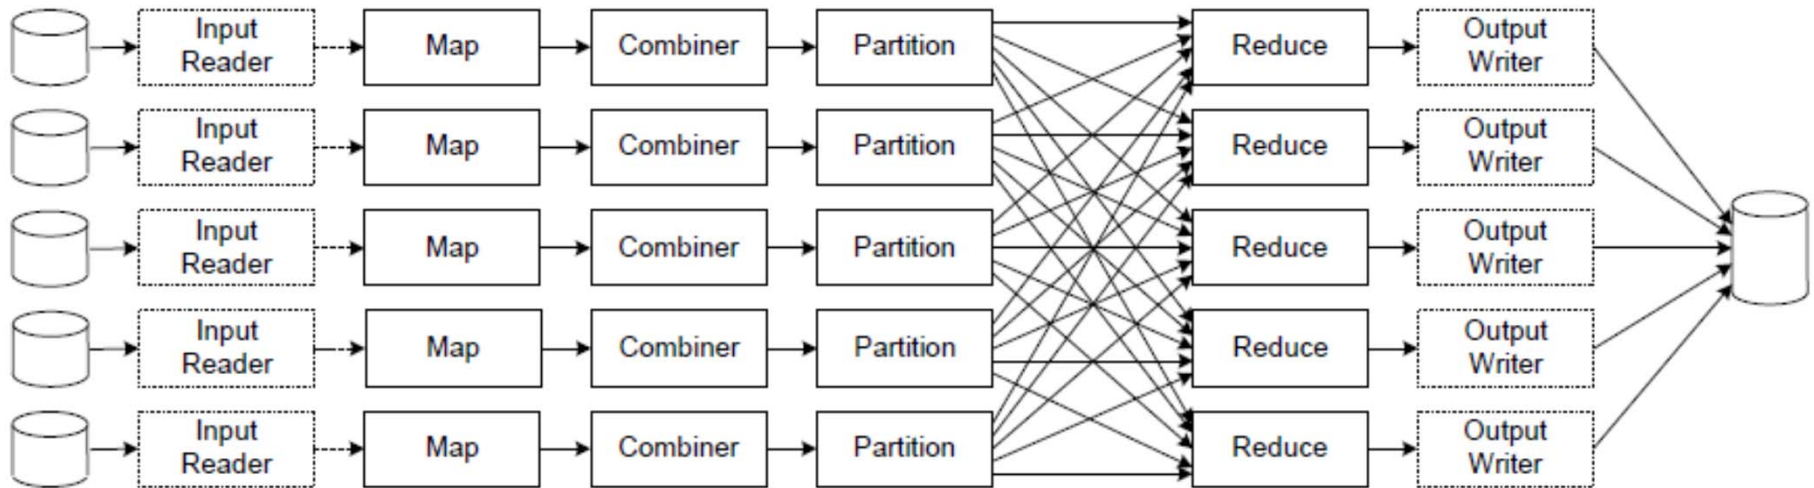 Input
Reader
Map
Combiner
Partition
Reduce
Output
Writer
Input
Reader
Map
Combiner
Partition
Reduce
Output
Writer
Input
Reader
Map
Combiner
Partition
Reduce
Output
Writer
Input
Reader
Map
Combiner
Partition
Reduce
Output
Writer
Input
Reader
Map
Combiner
Partition
Reduce
Output
Writer